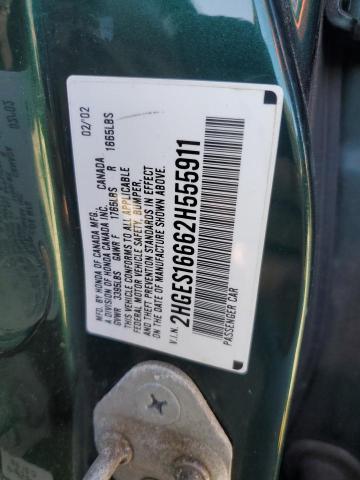 MFD. BY HONDA OF CANADA MFG.,
A DIVISION OF HONDA CANADA INC. CANADA 02/02
GVWR 3395LBS GAWR F 1765LBS R 1665LBS
THIS VEHICLE CONFORMS TO ALL APPLICABLE
FEDERAL MOTOR VEHICLE SAFETY, BUMPER,
AND THEFT PREVENTION STANDARDS IN EFFECT
ON THE DATE OF MANUFACTURE SHOWN ABOVE.
V.I.N. 2HGES16662H555911
PASSENGER CAR